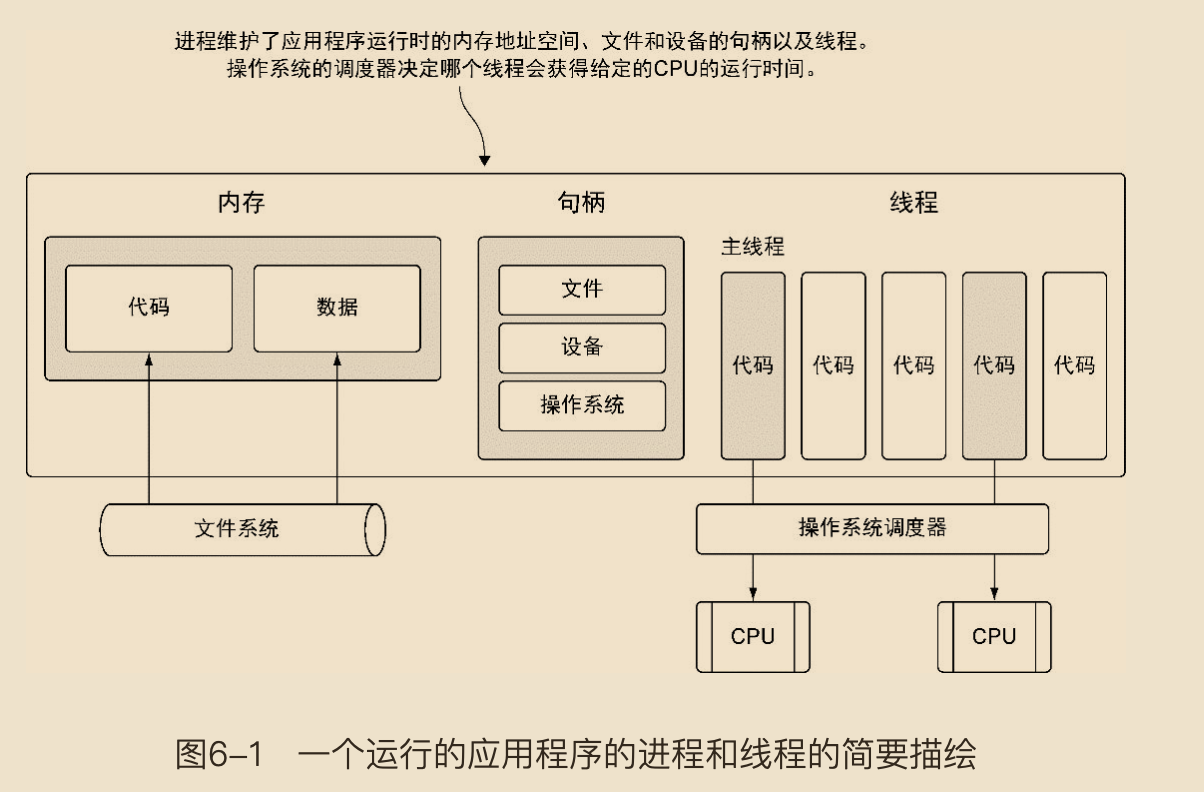 进程维护了应用程序运行时的内存地址空间、文件和设备的句柄以及线程。
操作系统的调度器决定哪个线程会获得给定的CPU的运行时间。
内存
句柄
线程
主线程
代码
数据
文件
设备
操作系统
代码
代码
代码
代码
代码
文件系统
操作系统调度器
CPU
CPU
图6-1 一个运行的应用程序的进程和线程的简要描绘